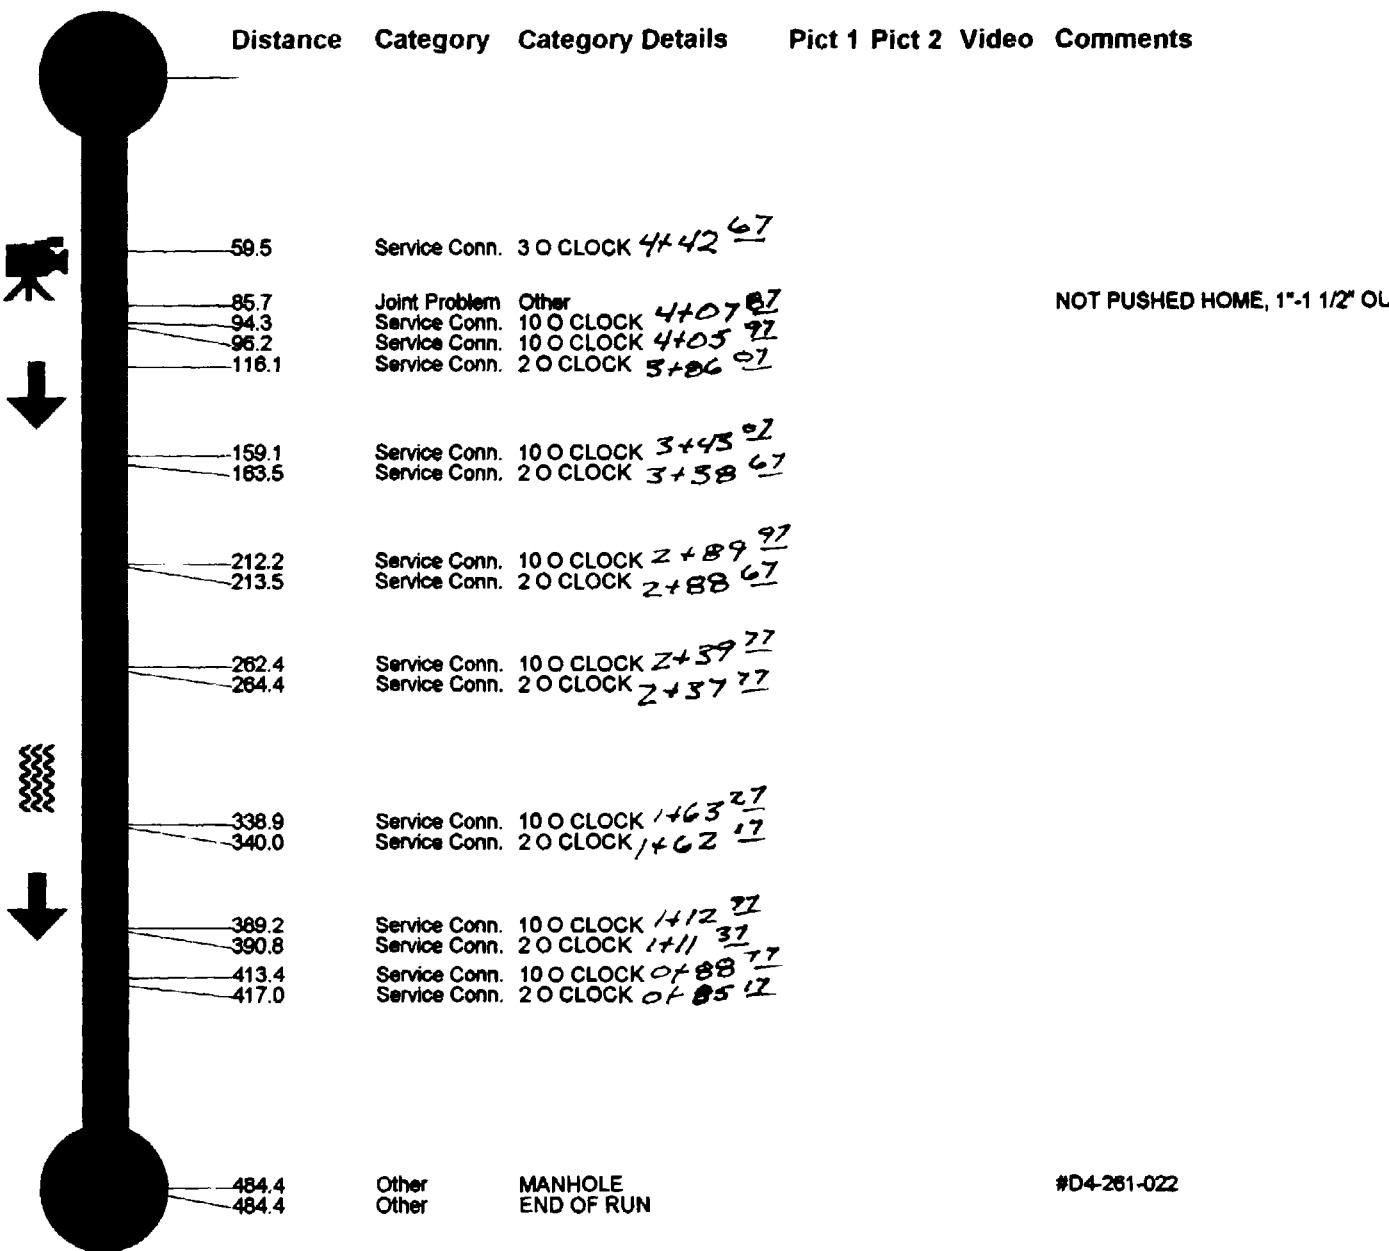 Distance Category Category Details Pict 1 Pict 2 Video Comments
59.5 Service Conn. 3 O CLOCK 4+42 67
85.7 Joint Problem Other NOT PUSHED HOME, 1"-1 1/2" OU
94.3 Service Conn. 10 O CLOCK 4+07 87
96.2 Service Conn. 10 O CLOCK 4+05 97
116.1 Service Conn. 2 O CLOCK 3+86 07
159.1 Service Conn. 10 O CLOCK 3+43 07
163.5 Service Conn. 2 O CLOCK 3+38 67
212.2 Service Conn. 10 O CLOCK 2+89 97
213.5 Service Conn. 2 O CLOCK 2+88 67
262.4 Service Conn. 10 O CLOCK 2+39 77
264.4 Service Conn. 2 O CLOCK 2+37 77
338.9 Service Conn. 10 O CLOCK 1+63 27
340.0 Service Conn. 2 O CLOCK 1+62 17
389.2 Service Conn. 10 O CLOCK 1+12 97
390.8 Service Conn. 2 O CLOCK 1+11 37
413.4 Service Conn. 10 O CLOCK 0+88 77
417.0 Service Conn. 2 O CLOCK 0+85 17
484.4 Other MANHOLE #D4-261-022
484.4 Other END OF RUN